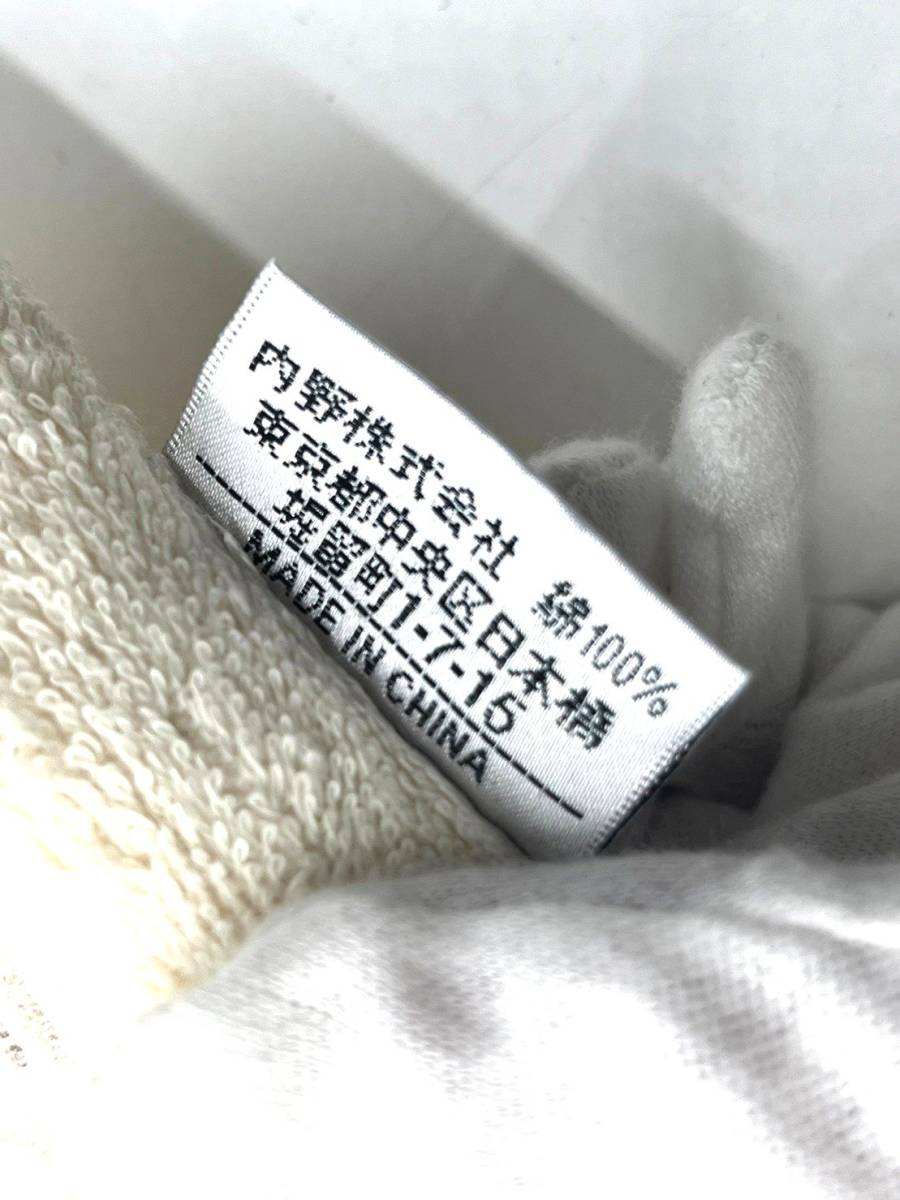 内野株式会社 綿100%
東京都中央区日本橋
堀留町1-7-15
MADE IN CHINA